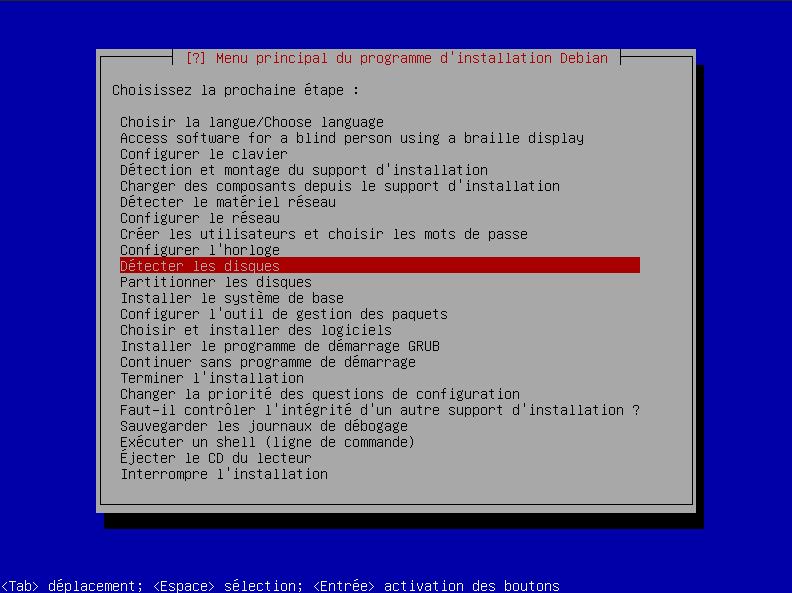 [?] Menu principal du programme d'installation Debian
Choisissez la prochaine étape :
Choisir la langue/Choose language
Access software for a blind person using a braille display
Configurer le clavier
Détection et montage du support d'installation
Charger des composants depuis le support d'installation
Détecter le matériel réseau
Configurer le réseau
Créer les utilisateurs et choisir les mots de passe
Configurer l'horloge
Détecter les disques
Partitionner les disques
Installer le système de base
Configurer l'outil de gestion des paquets
Choisir et installer des logiciels
Installer le programme de démarrage GRUB
Continuer sans programme de démarrage
Terminer l'installation
Changer la priorité des questions de configuration
Faut-il contrôler l'intégrité d'un autre support d'installation ?
Sauvegarder les journaux de débogage
Exécuter un shell (ligne de commande)
Éjecter le CD du lecteur
Interrompre l'installation
<Tab> déplacement; <Espace> sélection; <Entrée> activation des boutons